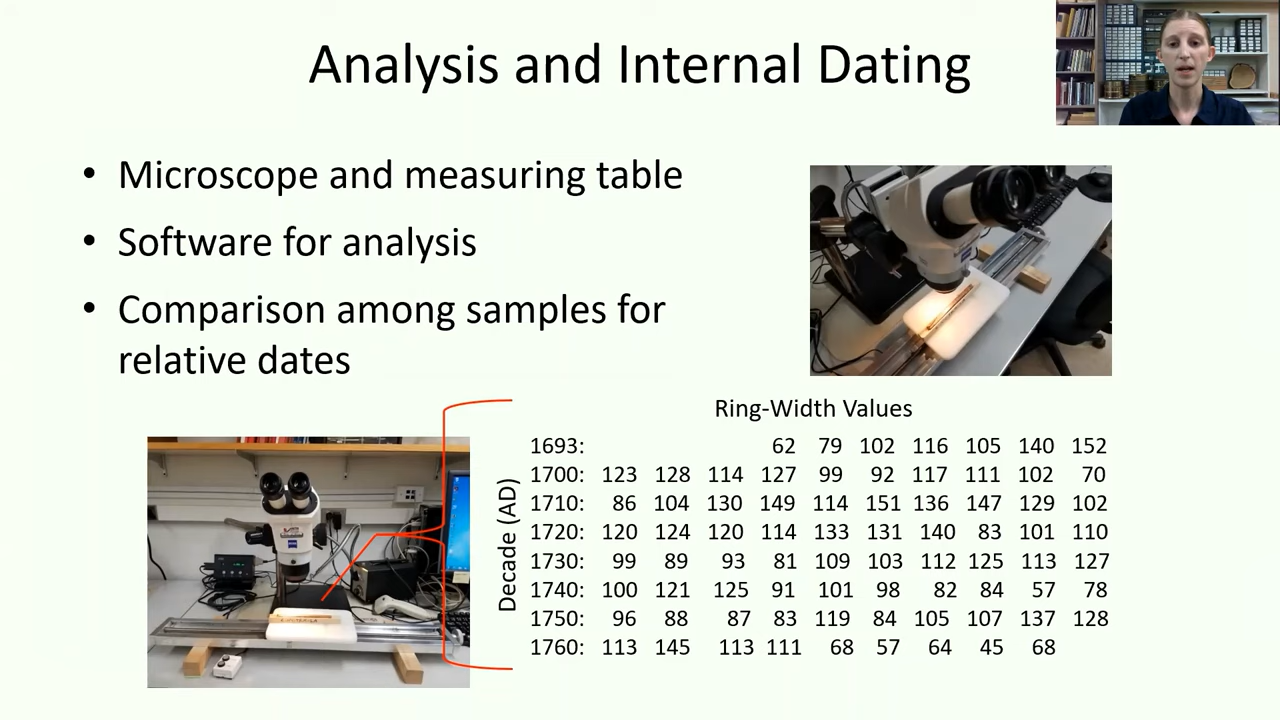 Analysis and Internal Dating
• Microscope and measuring table
• Software for analysis
• Comparison among samples for
relative dates
Ring-Width Values
Decade (AD)
1693: 62 79 102 116 105 140 152
1700: 123 128 114 127 99 92 117 111 102 70
1710: 86 104 130 149 114 151 136 147 129 102
1720: 120 124 120 114 133 131 140 83 101 110
1730: 99 89 93 81 109 103 112 125 113 127
1740: 100 121 125 91 101 98 82 84 57 78
1750: 96 88 87 83 119 84 105 107 137 128
1760: 113 145 113 111 68 57 64 45 68